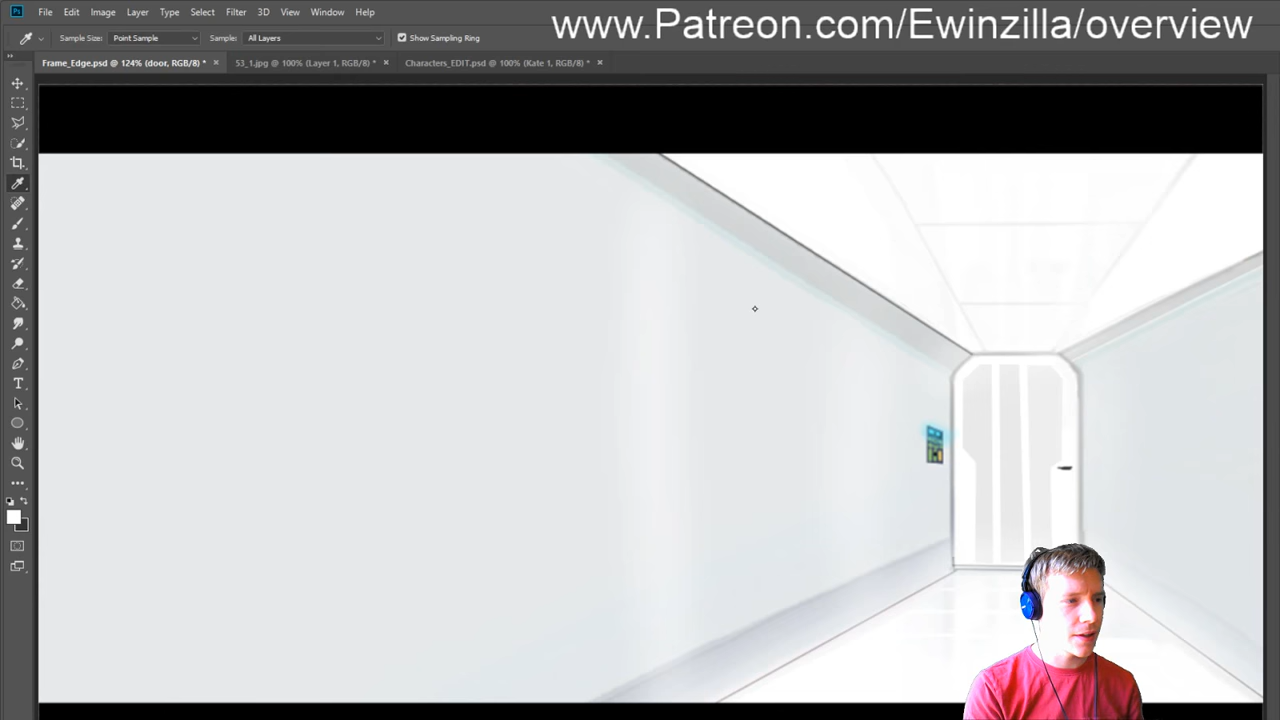 Ps File Edit Image Layer Type Select Filter 3D View Window Help
www.Patreon.com/Ewinzilla/overview
Sample Size: Point Sample Sample: All Layers Show Sampling Ring
Frame_Edge.psd @ 124% (door, RGB/8) * × 53_1.jpg @ 100% (Layer 1, RGB/8) * × Characters_EDIT.psd @ 100% (Kate 1, RGB/8) * ×